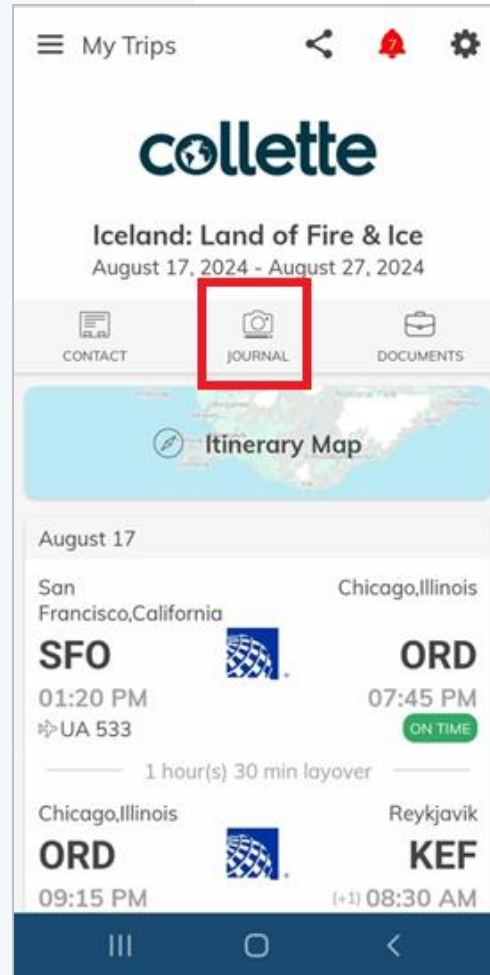 My Trips
7
collette
Iceland: Land of Fire & Ice
August 17, 2024 - August 27, 2024
CONTACT
JOURNAL
DOCUMENTS
Itinerary Map
August 17
San
Francisco,California
Chicago,Illinois
SFO
ORD
01:20 PM
07:45 PM
UA 533
ON TIME
1 hour(s) 30 min layover
Chicago,Illinois
Reykjavik
ORD
KEF
09:15 PM
(+1) 08:30 AM